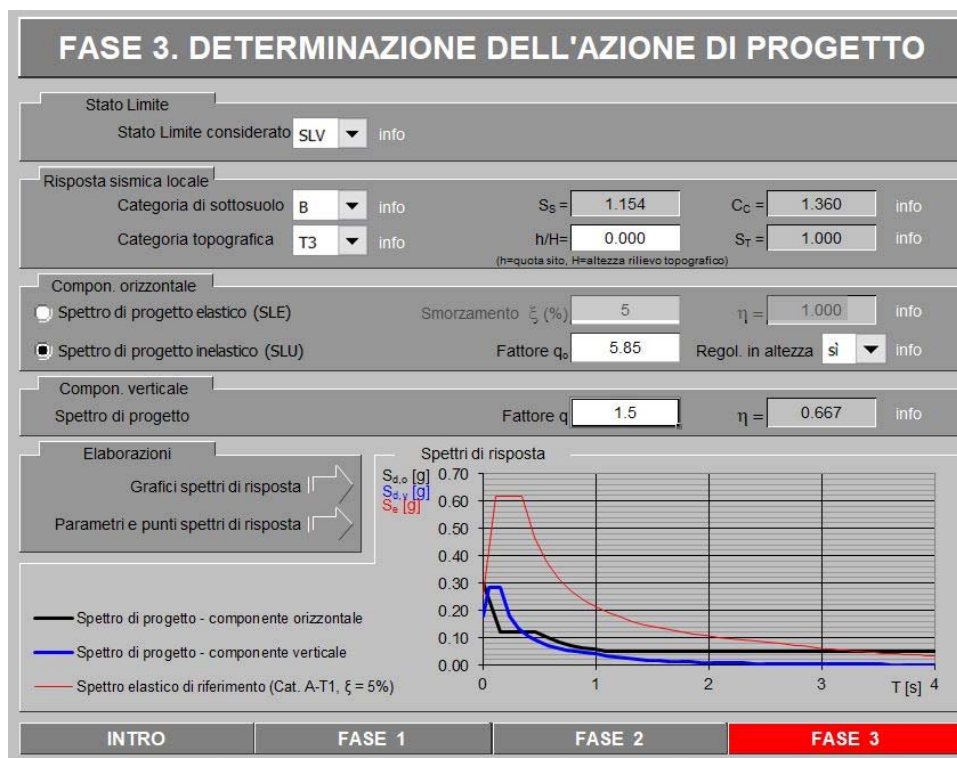 FASE 3. DETERMINAZIONE DELL'AZIONE DI PROGETTO
Stato Limite
Stato Limite considerato SLV info
Risposta sismica locale
Categoria di sottosuolo B info S_S = 1.154 C_C = 1.360 info
Categoria topografica T3 info h/H= 0.000 S_T = 1.000 info
(h=quota sito, H=altezza rilievo topografico)
Compon. orizzontale
Spettro di progetto elastico (SLE) Smorzamento ξ (%) 5 η = 1.000 info
Spettro di progetto inelastico (SLU) Fattore q_o 5.85 Regol. in altezza sì info
Compon. verticale
Spettro di progetto Fattore q 1.5 η = 0.667 info
Elaborazioni
Grafici spettri di risposta
Parametri e punti spettri di risposta
Spettri di risposta
S_d,o [g]
S_d,v [g]
S_e [g]
0.70
0.60
0.50
0.40
0.30
0.20
0.10
0.00
0 1 2 3 T [s] 4
Spettro di progetto - componente orizzontale
Spettro di progetto - componente verticale
Spettro elastico di riferimento (Cat. A-T1, ξ = 5%)
INTRO FASE 1 FASE 2 FASE 3